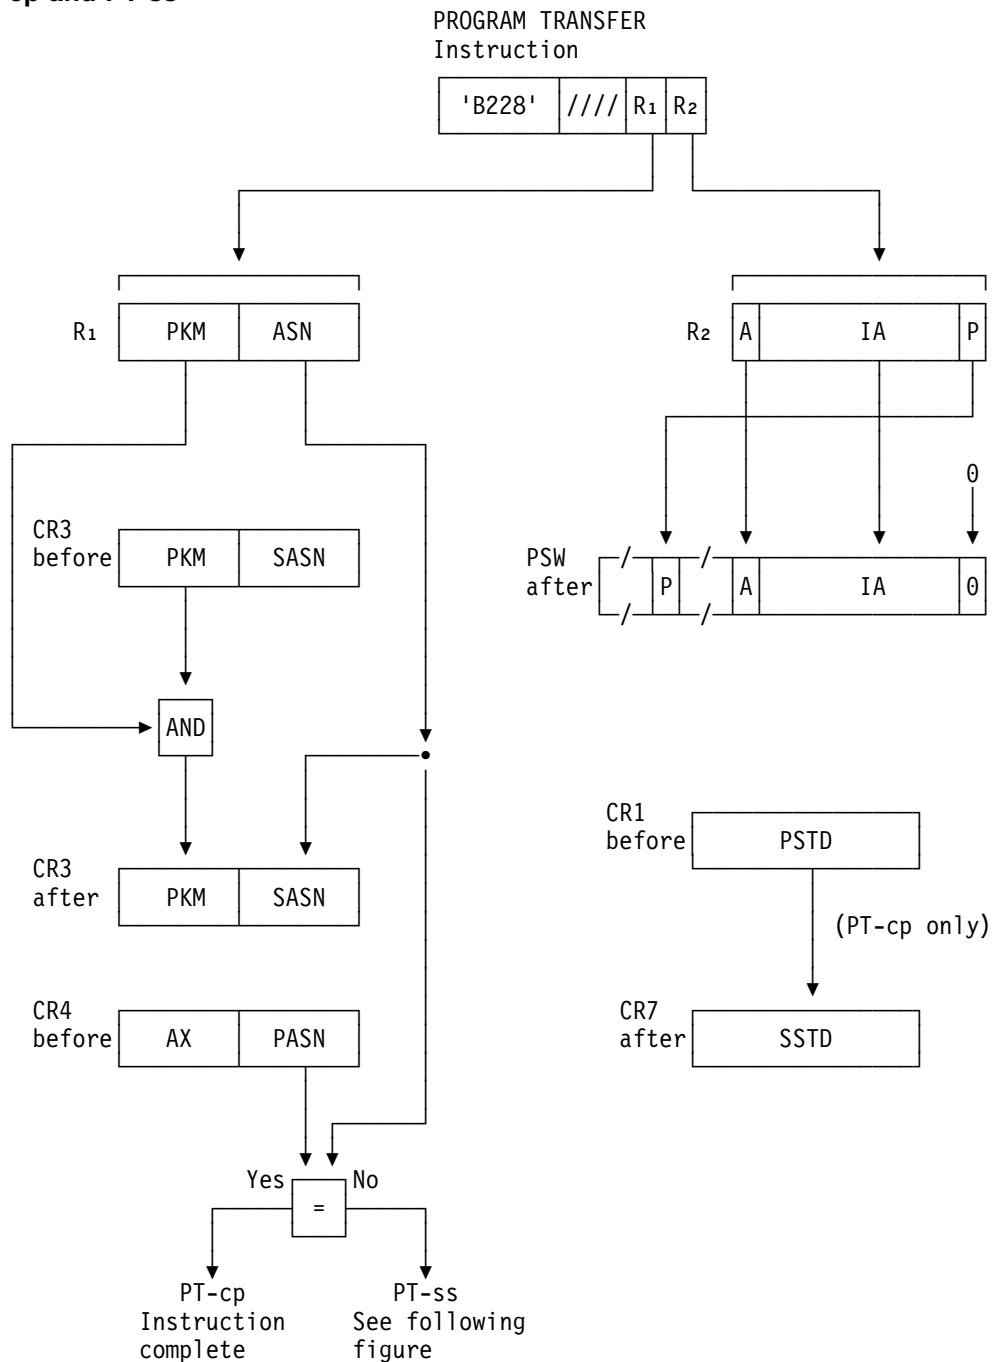 PROGRAM TRANSFER
Instruction
'B228' //// R1 R2
R1 PKM ASN
R2 A IA P
0
CR3
before PKM SASN
PSW
after P A IA 0
AND
CR3
after PKM SASN
CR1
before PSTD
(PT-cp only)
CR4
before AX PASN
CR7
after SSTD
Yes = No
PT-cp
Instruction
complete
PT-ss
See following
figure